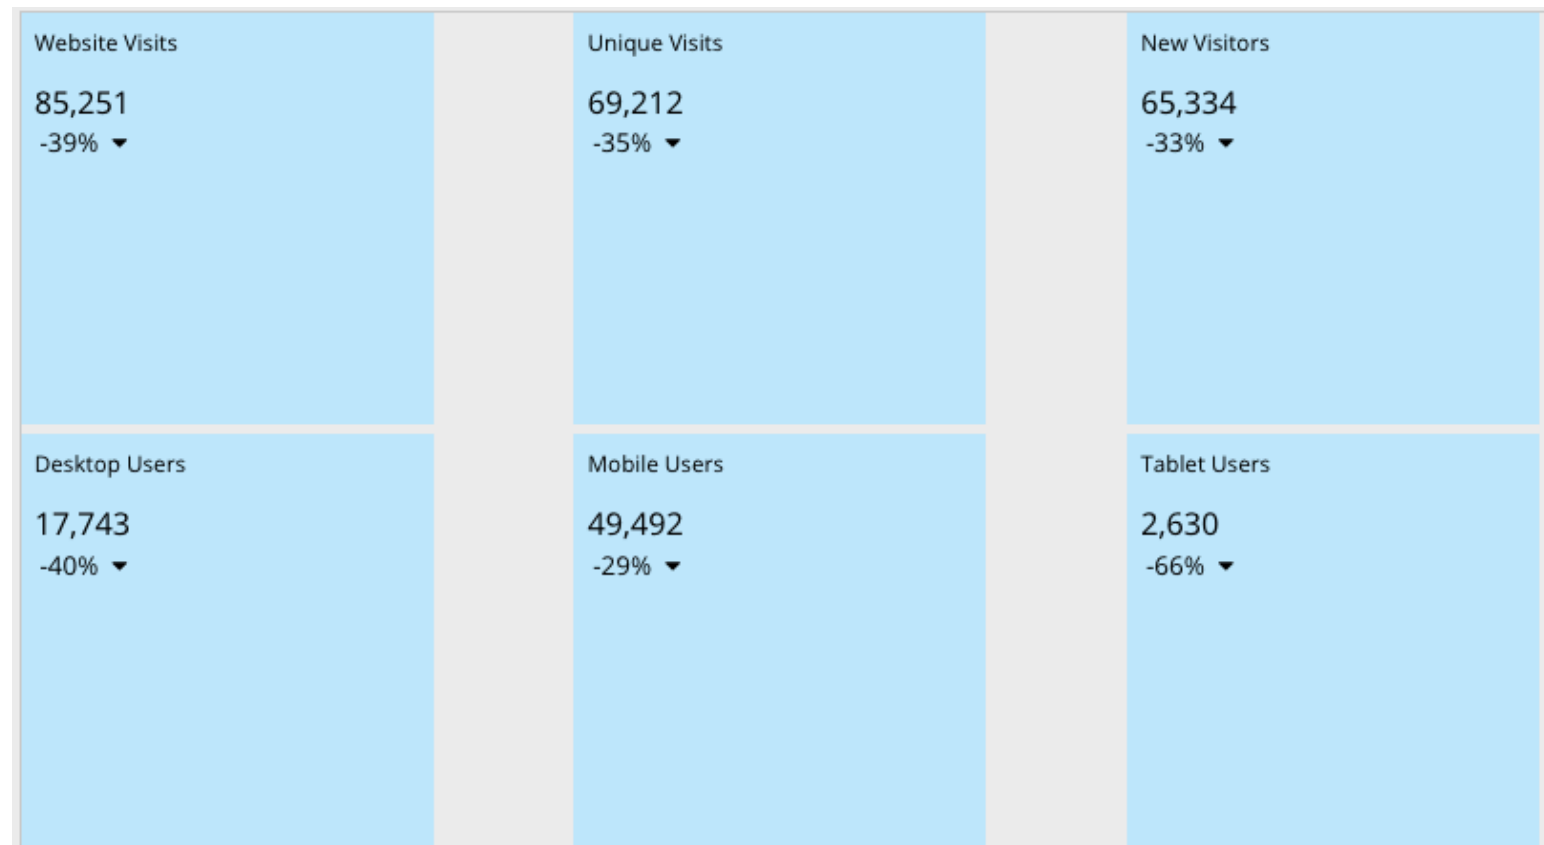 Website Visits
85,251
-39%
Unique Visits
69,212
-35%
New Visitors
65,334
-33%
Desktop Users
17,743
-40%
Mobile Users
49,492
-29%
Tablet Users
2,630
-66%